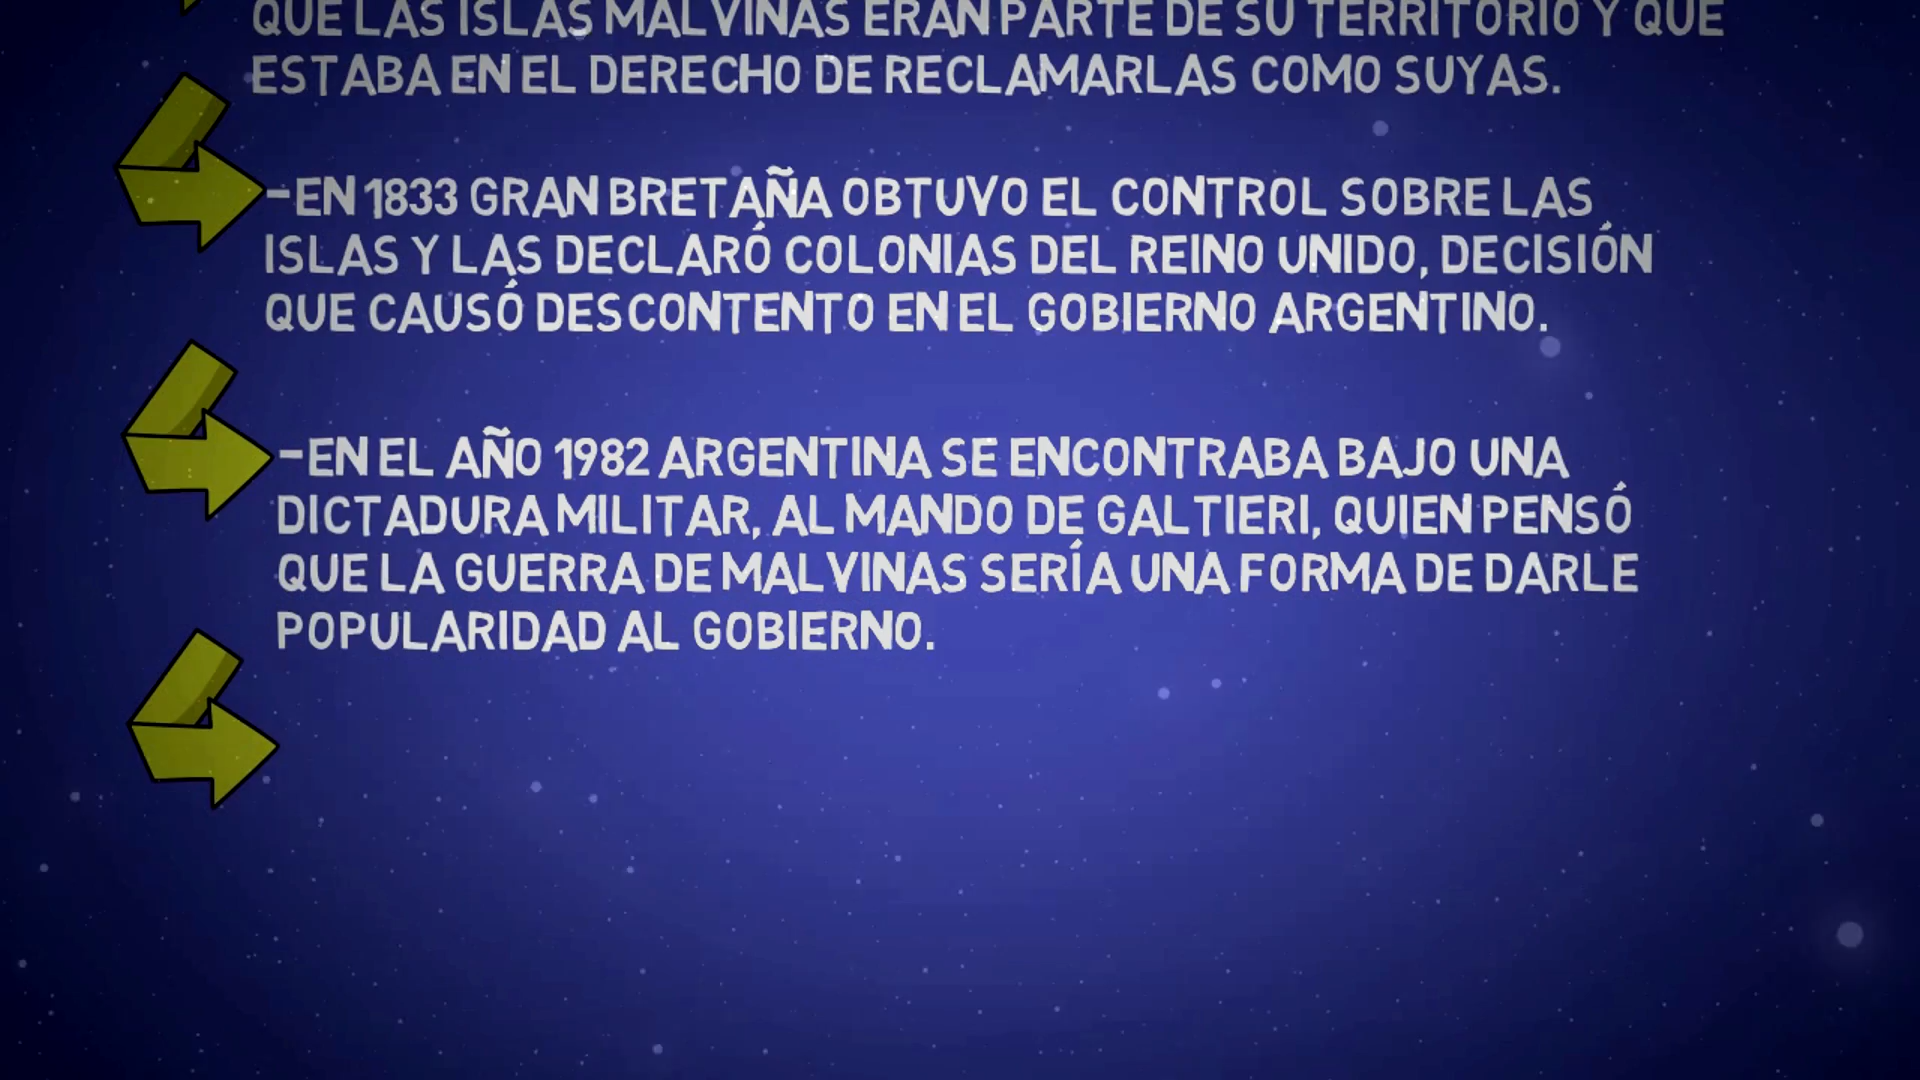 QUE LAS ISLAS MALVINAS ERAN PARTE DE SU TERRITORIO Y QUE
ESTABA EN EL DERECHO DE RECLAMARLAS COMO SUYAS.
-EN 1833 GRAN BRETAÑA OBTUVO EL CONTROL SOBRE LAS
ISLAS Y LAS DECLARÓ COLONIAS DEL REINO UNIDO, DECISIÓN
QUE CAUSÓ DESCONTENTO EN EL GOBIERNO ARGENTINO.
-EN EL AÑO 1982 ARGENTINA SE ENCONTRABA BAJO UNA
DICTADURA MILITAR, AL MANDO DE GALTIERI, QUIEN PENSÓ
QUE LA GUERRA DE MALVINAS SERÍA UNA FORMA DE DARLE
POPULARIDAD AL GOBIERNO.